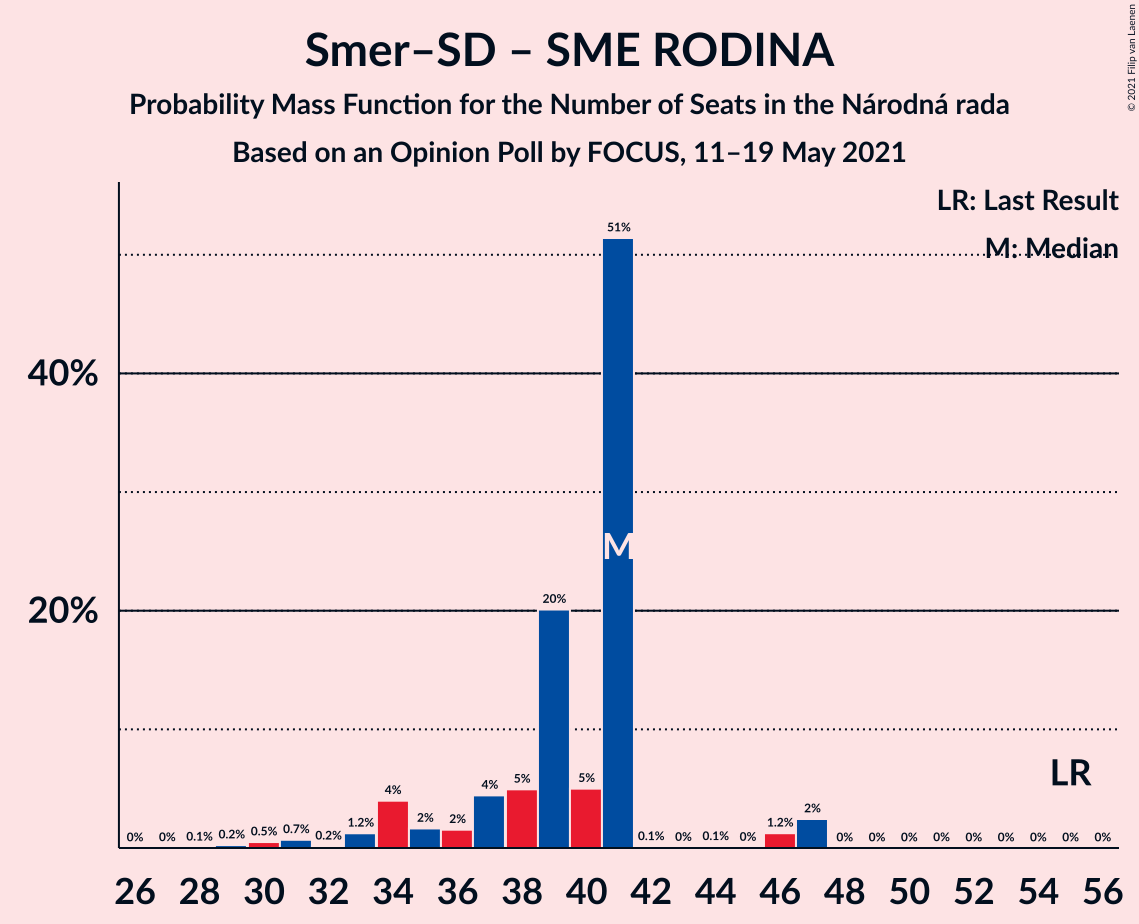 Smer–SD – SME RODINA
Probability Mass Function for the Number of Seats in the Národná rada
Based on an Opinion Poll by FOCUS, 11–19 May 2021
© 2021 Filip van Laenen
LR: Last Result
M: Median
40%
20%
0% 0% 0.1% 0.2% 0.5% 0.7% 0.2% 1.2% 4% 2% 2% 4% 5% 20% 5% 51% 0.1% 0% 0.1% 0% 1.2% 2% 0% 0% 0% 0% 0% 0% 0% 0% 0%
M
LR
26 28 30 32 34 36 38 40 42 44 46 48 50 52 54 56